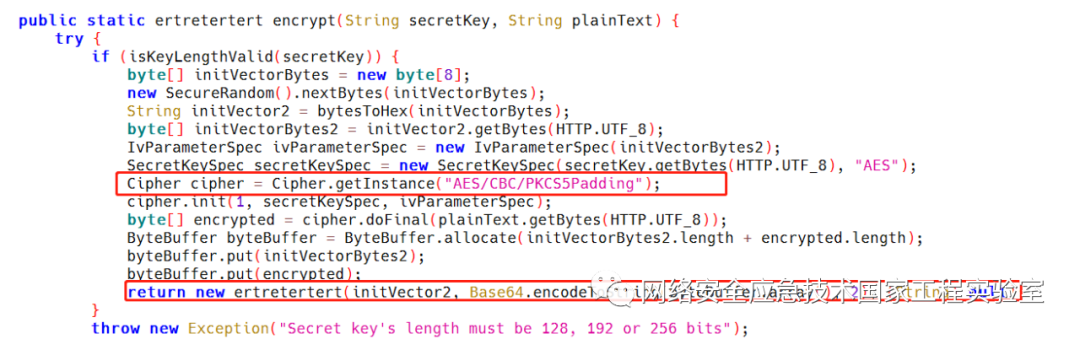 public static ertretertert encrypt(String secretKey, String plainText) {
try {
if (isKeyLengthValid(secretKey)) {
byte[] initVectorBytes = new byte[8];
new SecureRandom().nextBytes(initVectorBytes);
String initVector2 = bytesToHex(initVectorBytes);
byte[] initVectorBytes2 = initVector2.getBytes(HTTP.UTF_8);
IvParameterSpec ivParameterSpec = new IvParameterSpec(initVectorBytes2);
SecretKeySpec secretKeySpec = new SecretKeySpec(secretKey.getBytes(HTTP.UTF_8), "AES");
Cipher cipher = Cipher.getInstance("AES/CBC/PKCS5Padding");
cipher.init(1, secretKeySpec, ivParameterSpec);
byte[] encrypted = cipher.doFinal(plainText.getBytes(HTTP.UTF_8));
ByteBuffer byteBuffer = ByteBuffer.allocate(initVectorBytes2.length + encrypted.length);
byteBuffer.put(initVectorBytes2);
byteBuffer.put(encrypted);
return new ertretertert(initVector2,
网络安全应急技术国家工程实验室
}
throw new Exception("Secret key's length must be 128, 192 or 256 bits");